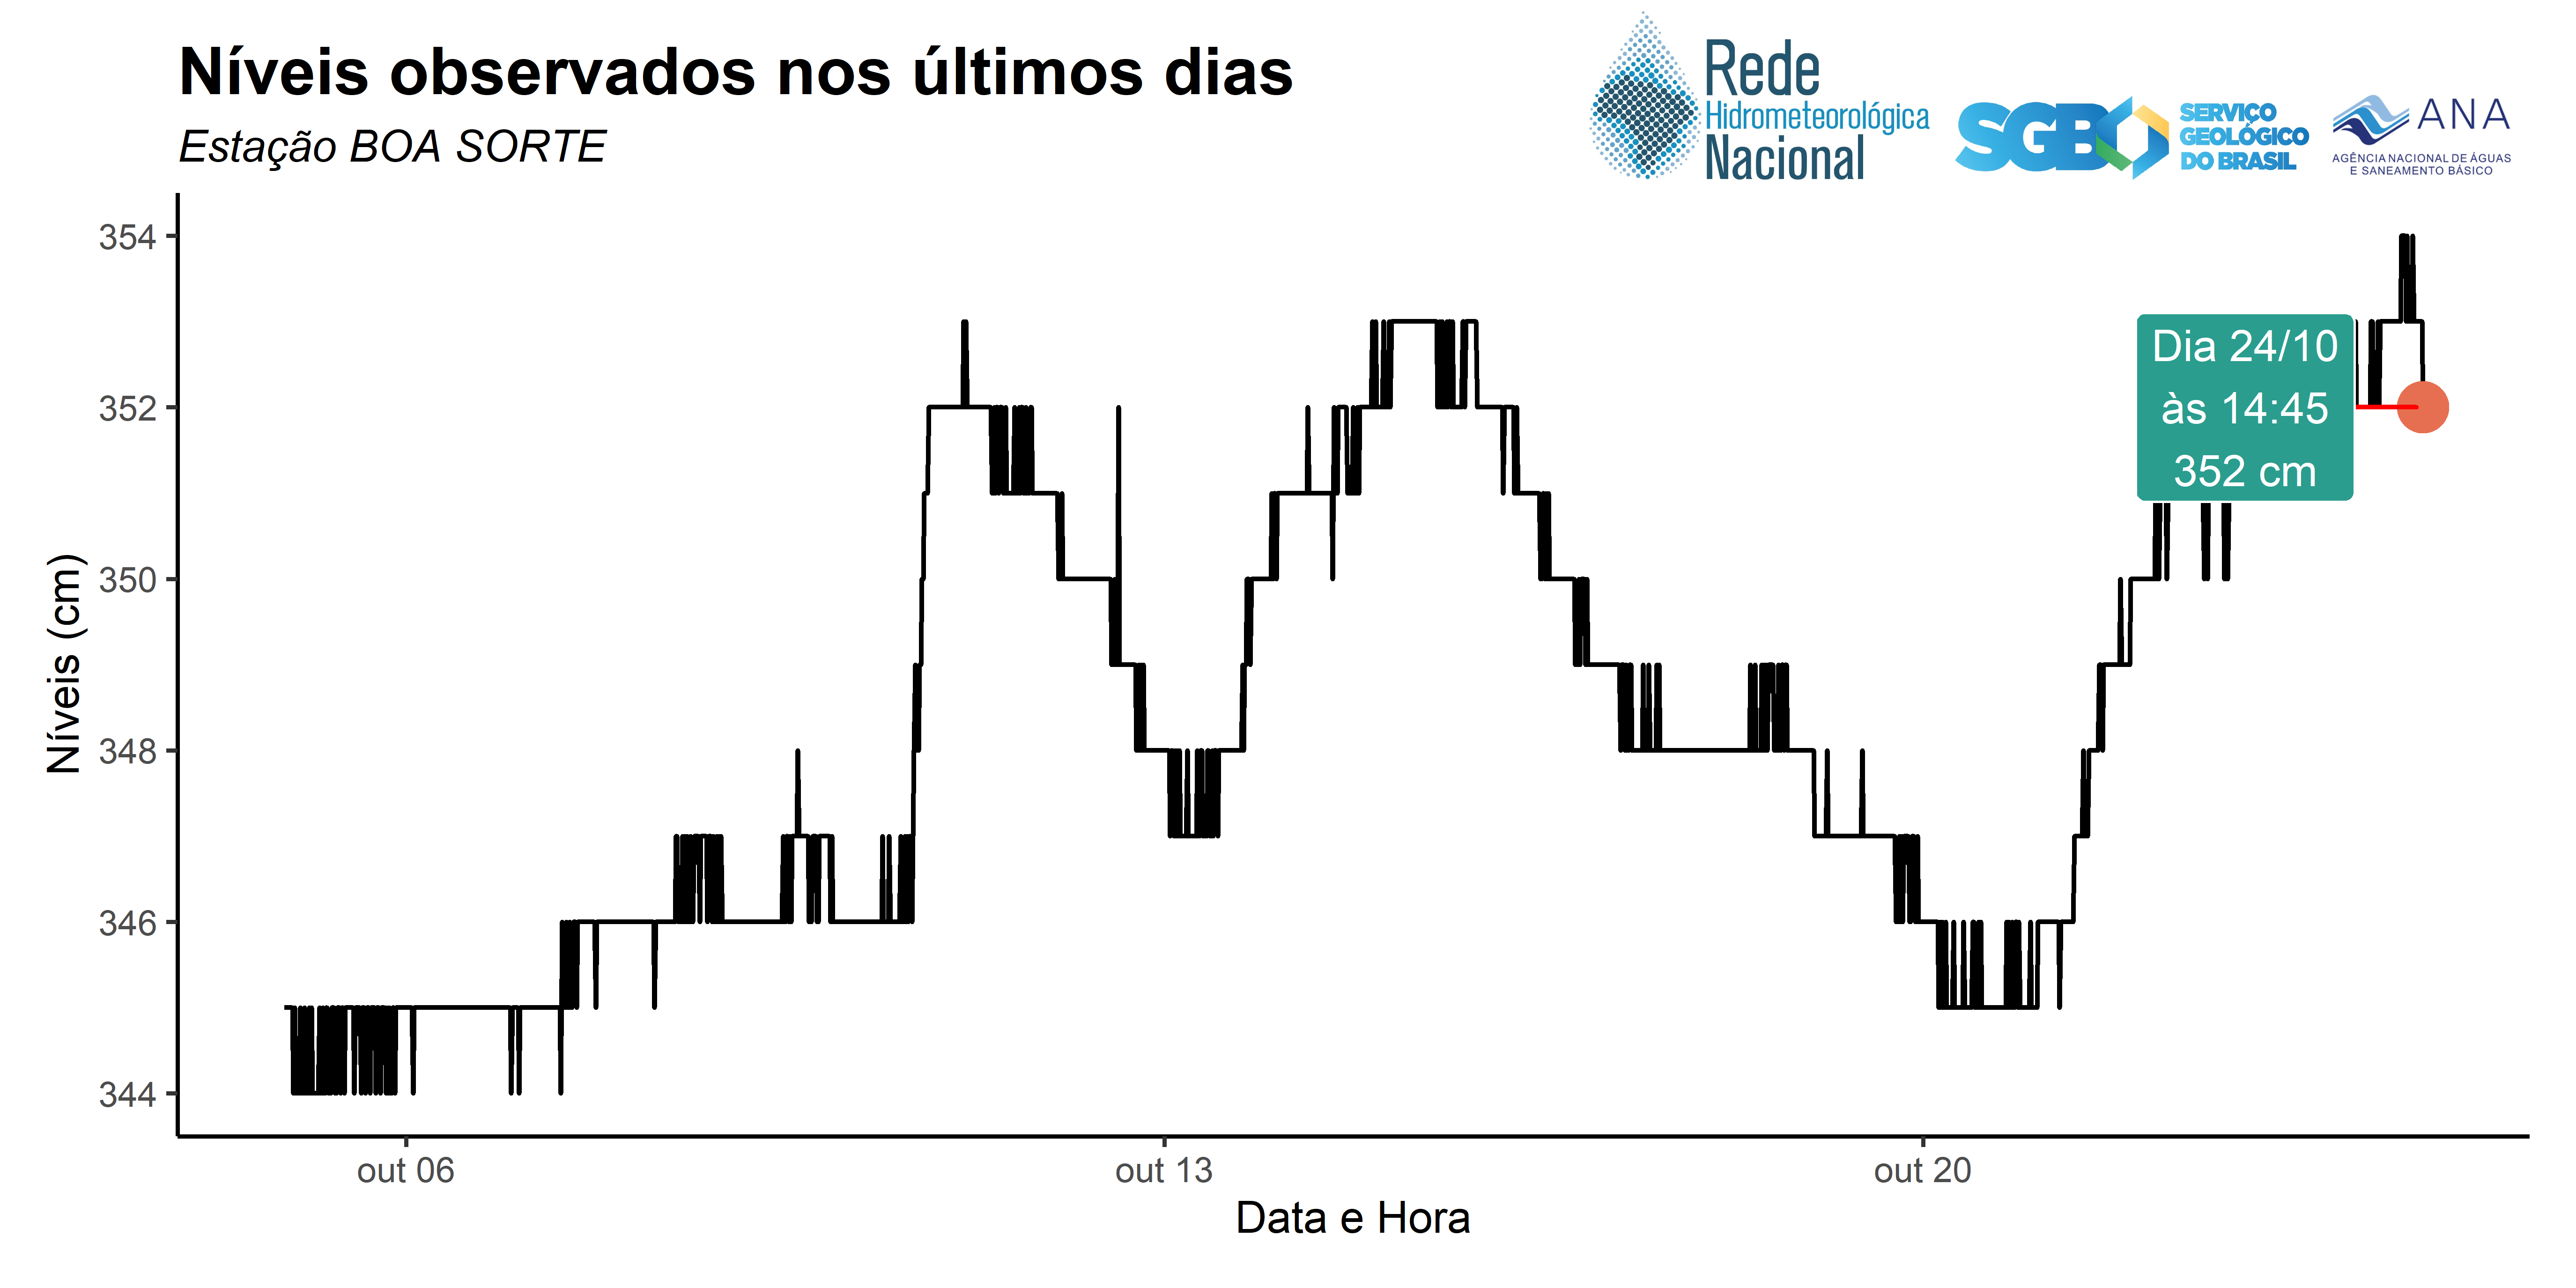 Níveis observados nos últimos dias
Estação BOA SORTE
Rede
Hidrometeorológica
Nacional
SGB
SERVIÇO
GEOLÓGICO
DO BRASIL
ANA
AGÊNCIA NACIONAL DE ÁGUAS
E SANEAMENTO BÁSICO
354
352
350
348
346
344
Níveis (cm)
Dia 24/10
às 14:45
352 cm
out 06
out 13
out 20
Data e Hora